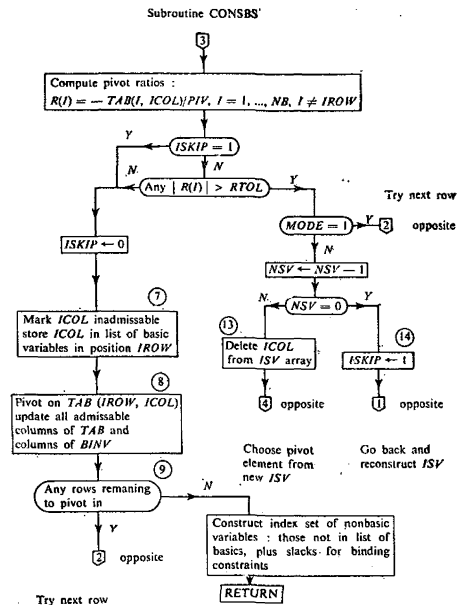 Subroutine CONSBS'
3
Compute pivot ratios :
R(I) = — TAB(I, ICOL)/PIV, I = 1, ..., NB, I ≠ IROW
Y
ISKIP = 1
N
N
Any | R(I) | > RTOL
Y
Try next row
MODE = 1
Y
2
opposite
N
ISKIP ← 0
NSV ← NSV — 1
N
NSV = 0
Y
7
Mark ICOL inadmissable
store ICOL in list of basic
variables in position IROW
13
Delete ICOL
from ISV array
14
ISKIP ← 1
8
Pivot on TAB (IROW, ICOL)
update all admissable
columns of TAB and
columns of BINV
4
opposite
1
opposite
Choose pivot
element from
new ISV
Go back and
reconstruct ISV
9
Any rows remaning
to pivot in
N
Y
Construct index set of nonbasic
variables : those not in list of
basics, plus slacks for binding
constraints
2
opposite
RETURN
Try next row